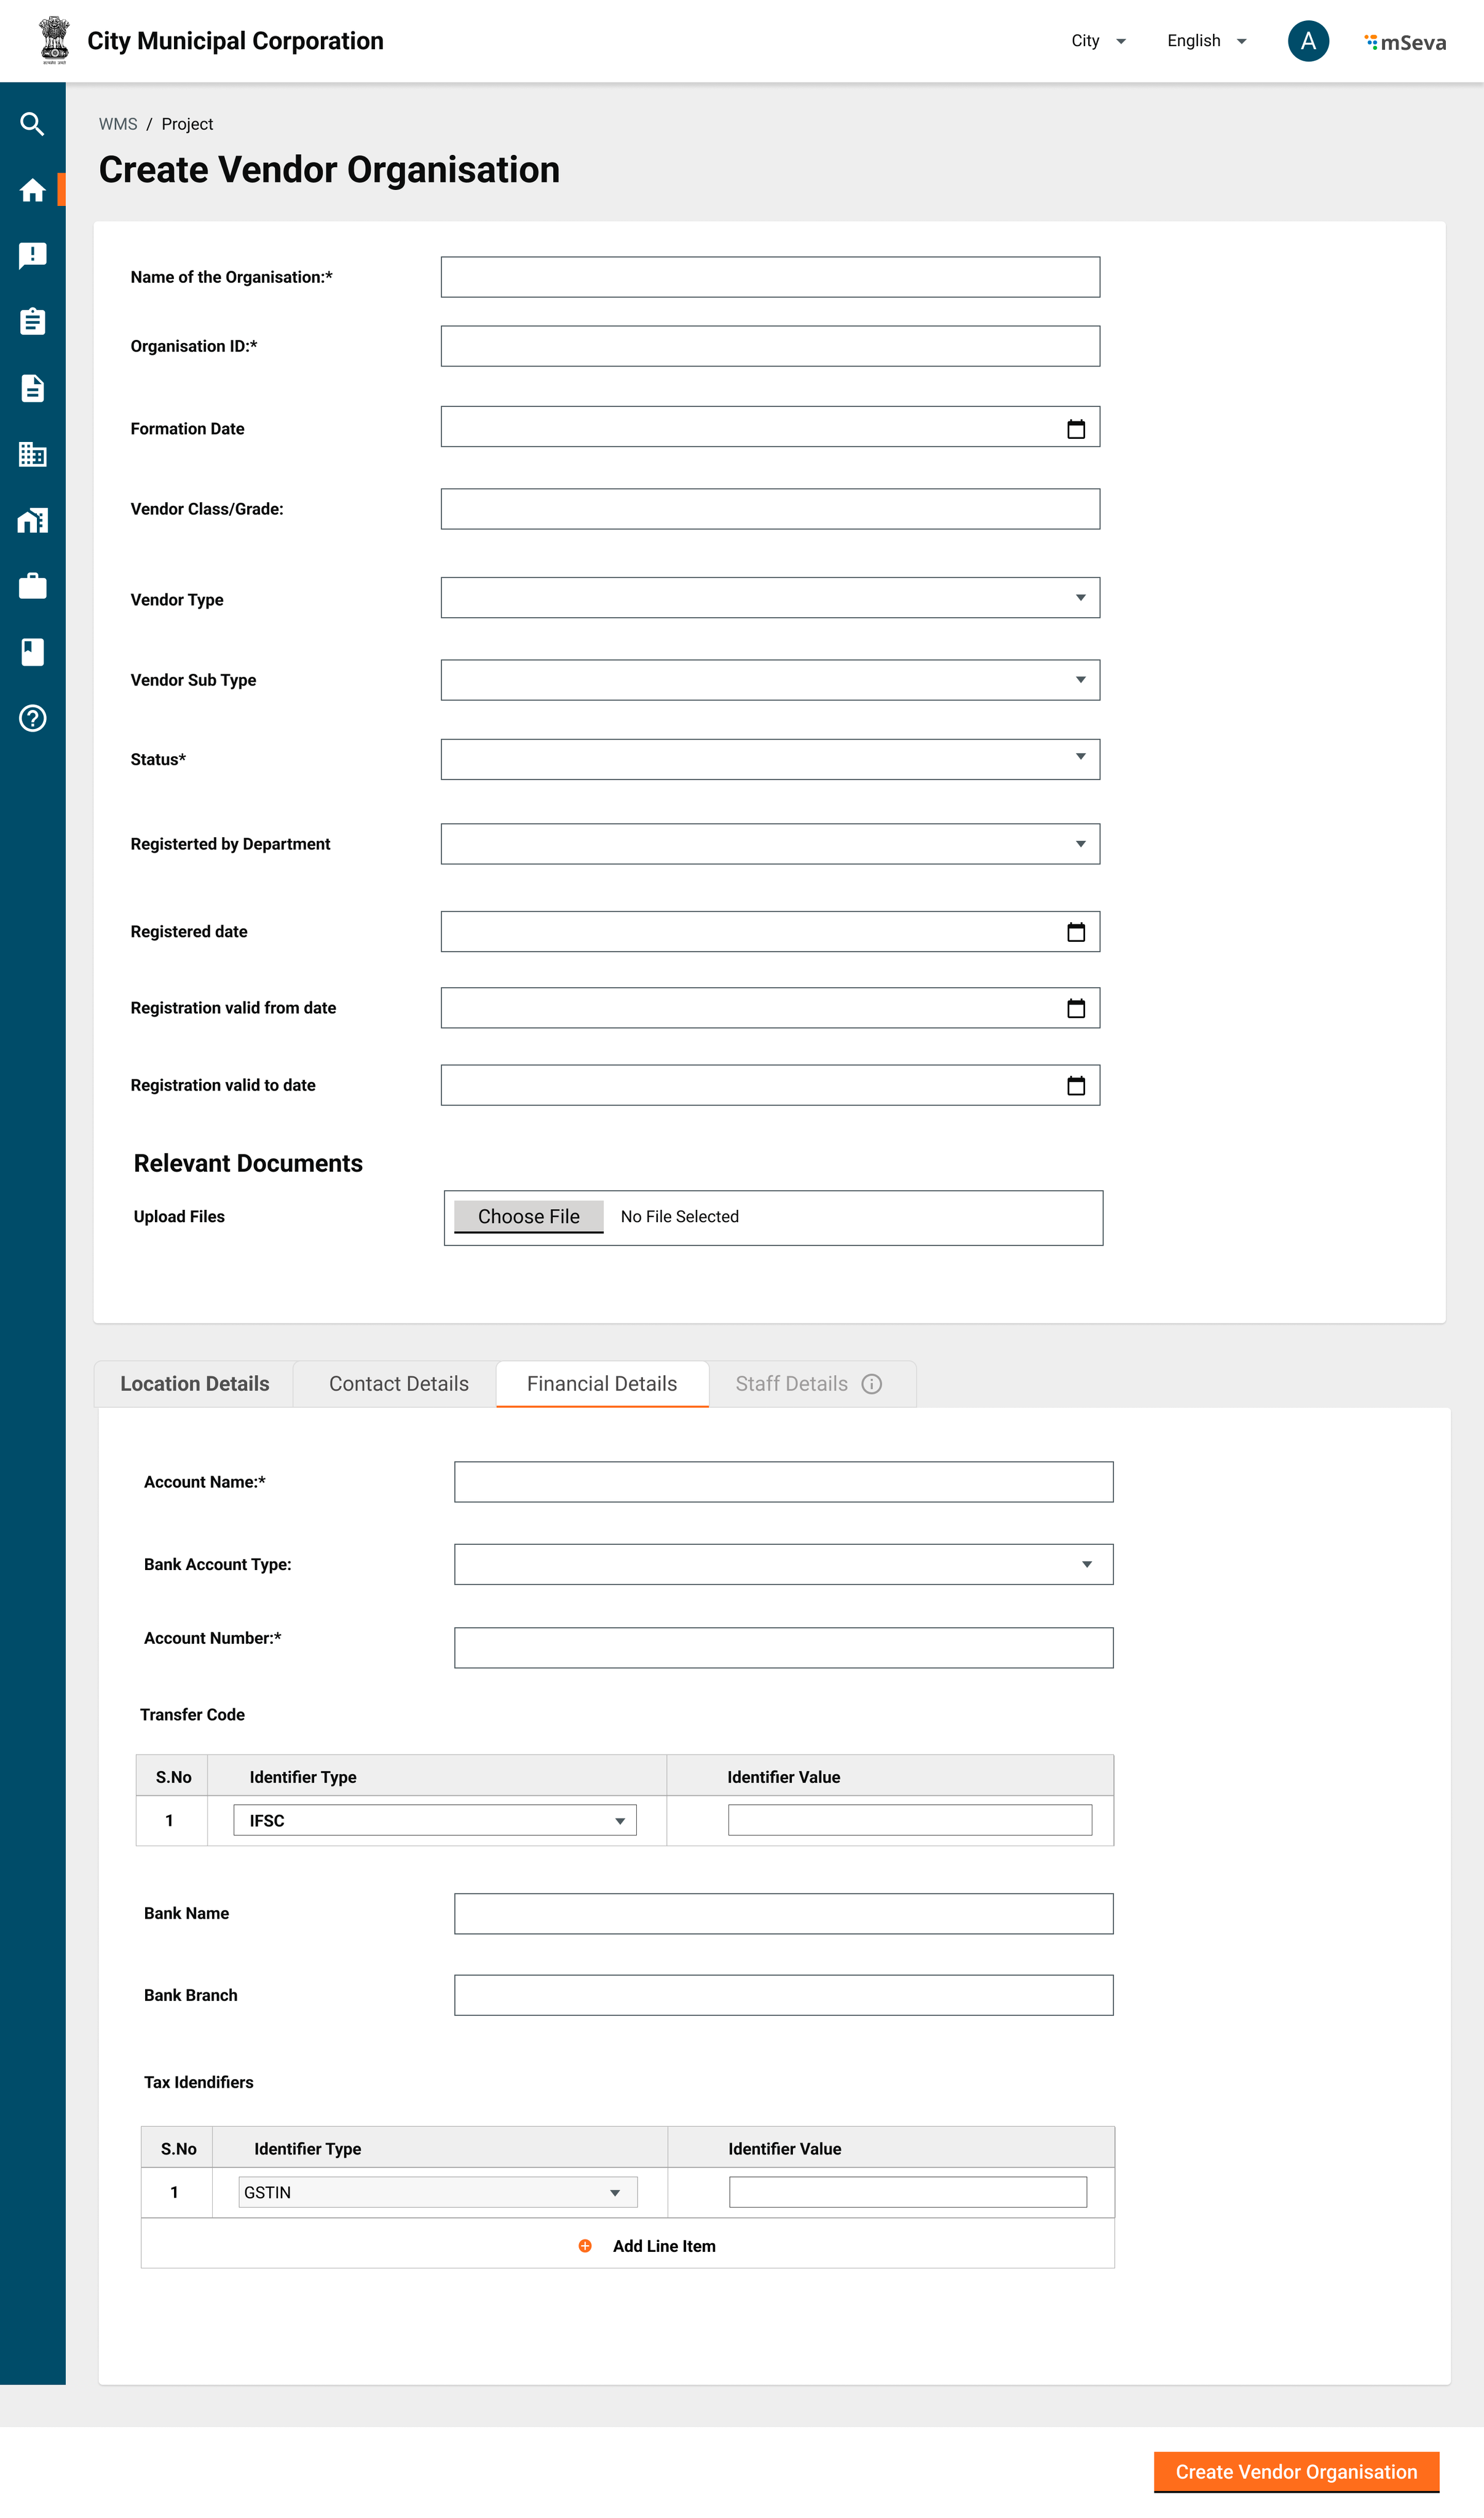 City Municipal Corporation
City
English
A
mSeva
WMS / Project
Create Vendor Organisation
Name of the Organisation:*
Organisation ID:*
Formation Date
Vendor Class/Grade:
Vendor Type
Vendor Sub Type
Status*
Registerted by Department
Registered date
Registration valid from date
Registration valid to date
Relevant Documents
Upload Files Choose File No File Selected
Location Details Contact Details Financial Details Staff Details
Account Name:*
Bank Account Type:
Account Number:*
Transfer Code
S.No Identifier Type Identifier Value
1 IFSC
Bank Name
Bank Branch
Tax Idendifiers
S.No Identifier Type Identifier Value
1 GSTIN
Add Line Item
Create Vendor Organisation